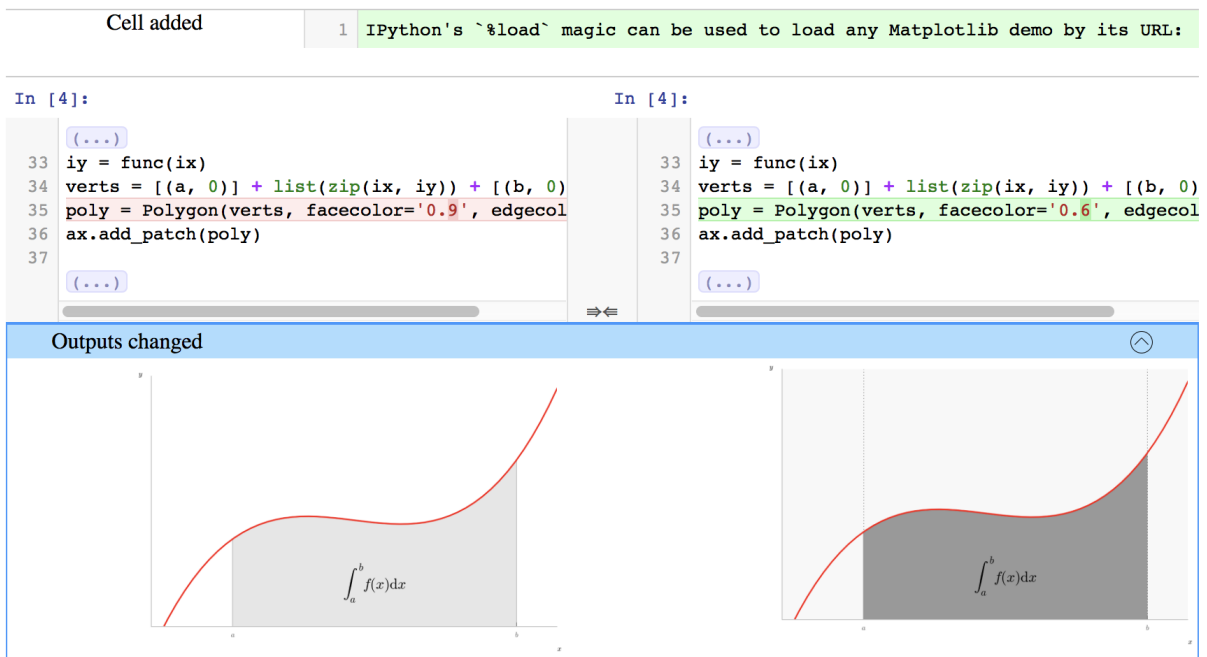 Cell added
1 IPython's `%load` magic can be used to load any Matplotlib demo by its URL:
In [4]:
(...)
33 iy = func(ix)
34 verts = [(a, 0)] + list(zip(ix, iy)) + [(b, 0)
35 poly = Polygon(verts, facecolor='0.9', edgecol
36 ax.add_patch(poly)
37
(...)
In [4]:
(...)
33 iy = func(ix)
34 verts = [(a, 0)] + list(zip(ix, iy)) + [(b, 0)
35 poly = Polygon(verts, facecolor='0.6', edgecol
36 ax.add_patch(poly)
37
(...)
⇛⇚
Outputs changed
y
∫_a^b f(x)dx
a b
x
y
∫_a^b f(x)dx
a b
x